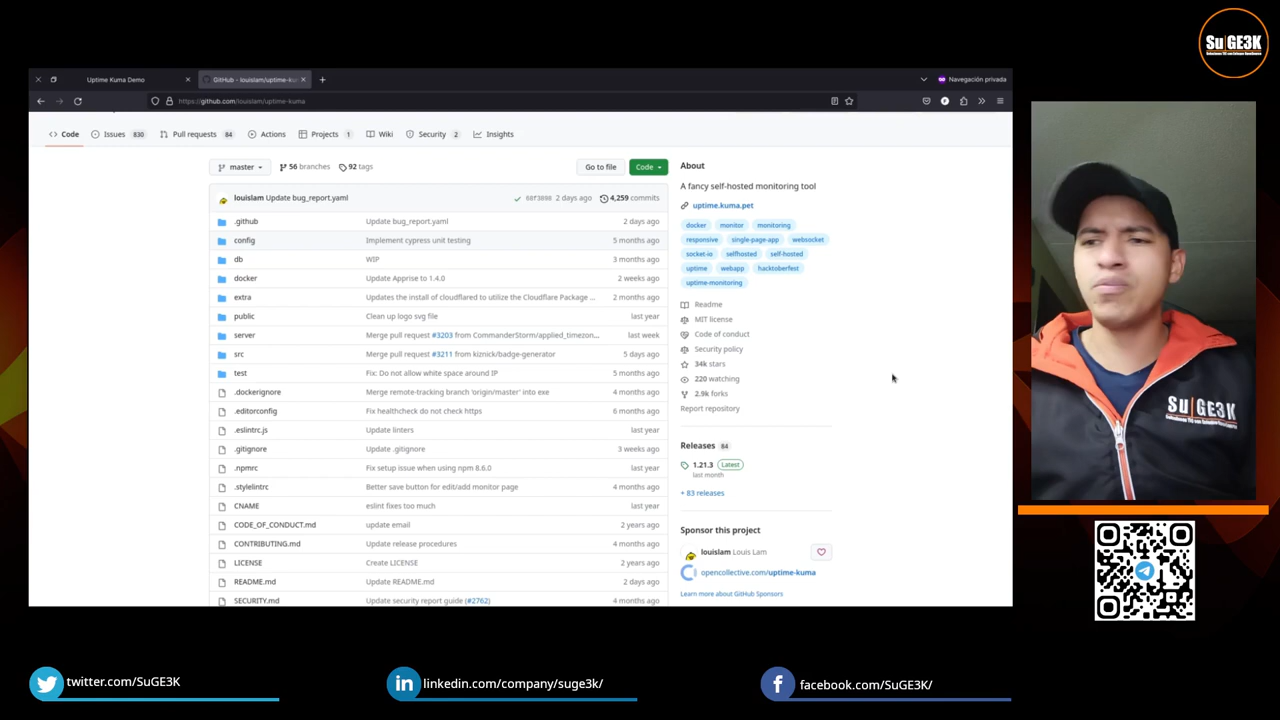 Su|GE3K
Uptime Kuma Demo
GitHub - louislam/uptime-ku
Navegación privada
https://github.com/louislam/uptime-kuma
Code
Issues 830
Pull requests 84
Actions
Projects 1
Wiki
Security 2
Insights
master
56 branches
92 tags
Go to file
Code
louislam Update bug_report.yaml
2 days ago
4,259 commits
.github Update bug_report.yaml 2 days ago
config Implement cypress unit testing 5 months ago
db WIP 3 months ago
docker Update Apprise to 1.4.0 2 weeks ago
extra Updates the install of cloudflared to utilize the Cloudflare Package ... 2 months ago
public Clean up logo svg file last year
server Merge pull request #3203 from CommanderStorm/applied_timezon... last week
src Merge pull request #3211 from kiznick/badge-generator 5 days ago
test Fix: Do not allow white space around IP 5 months ago
.dockerignore Merge remote-tracking branch 'origin/master' into exe 4 months ago
.editorconfig Fix healthcheck do not check https 6 months ago
.eslintrc.js Update linters last year
.gitignore Update .gitignore 3 weeks ago
.npmrc Fix setup issue when using npm 8.6.0 last year
.stylelintrc Better save button for edit/add monitor page 4 months ago
CNAME eslint fixes too much last year
CODE_OF_CONDUCT.md update email 2 years ago
CONTRIBUTING.md Update release procedures 4 months ago
LICENSE Create LICENSE 2 years ago
README.md Update README.md 2 days ago
SECURITY.md Update security report guide (#2762) 4 months ago
About
A fancy self-hosted monitoring tool
uptime.kuma.pet
docker monitor monitoring
responsive single-page-app websocket
socket-io selfhosted self-hosted
uptime webapp hacktoberfest
uptime-monitoring
Readme
MIT license
Code of conduct
Security policy
34k stars
220 watching
2.9k forks
Report repository
Releases 84
1.21.3 Latest
last month
+ 83 releases
Sponsor this project
louislam Louis Lam
opencollective.com/uptime-kuma
Learn more about GitHub Sponsors
Su|GE3K
twitter.com/SuGE3K
linkedin.com/company/suge3k/
facebook.com/SuGE3K/